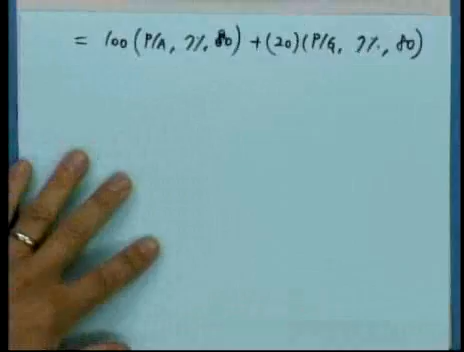 = 100 (P/A, 7%, 80) + (20) (P/G, 7%, 80)